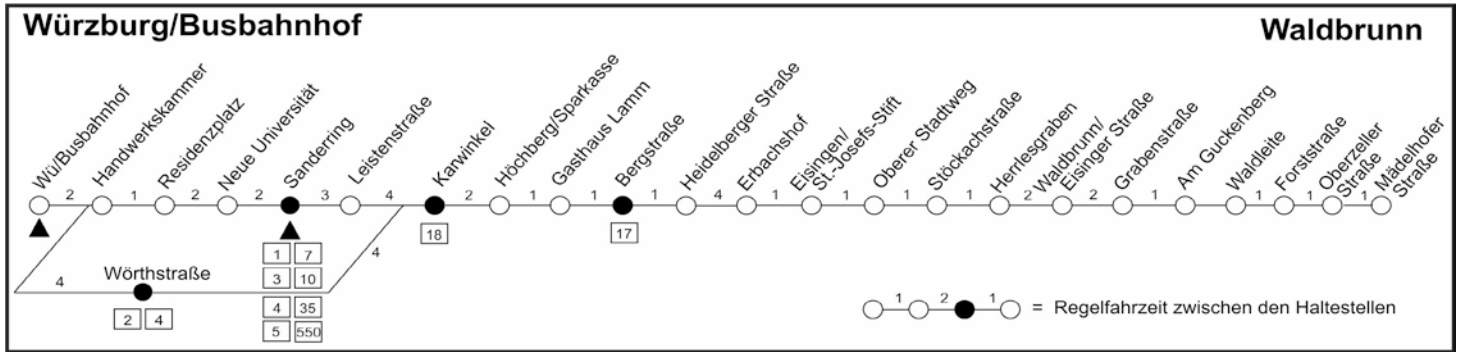 Würzburg/Busbahnhof
Waldbrunn
Wü/Busbahnhof
Handwerkskammer
Residenzplatz
Neue Universität
Sanderring
Leistenstraße
Karwinkel
Höchberg/Sparkasse
Gasthaus Lamm
Bergstraße
Heidelberger Straße
Erbachshof
Eisingen/
St.-Josefs-Stift
Oberer Stadtweg
Stöckachstraße
Herrlesgraben
Waldbrunn/
Eisinger Straße
Grabenstraße
Am Guckenberg
Waldleite
Forststraße
Oberzeller
Straße
Mädelhofer
Straße
2 1 2 2 3 4 2 1 1 1 4 1 1 1 1 2 2 1 1 1 1
18
17
1 7
3 10
4 35
5 550
4
4
Wörthstraße
2 4
1 2 1
= Regelfahrzeit zwischen den Haltestellen